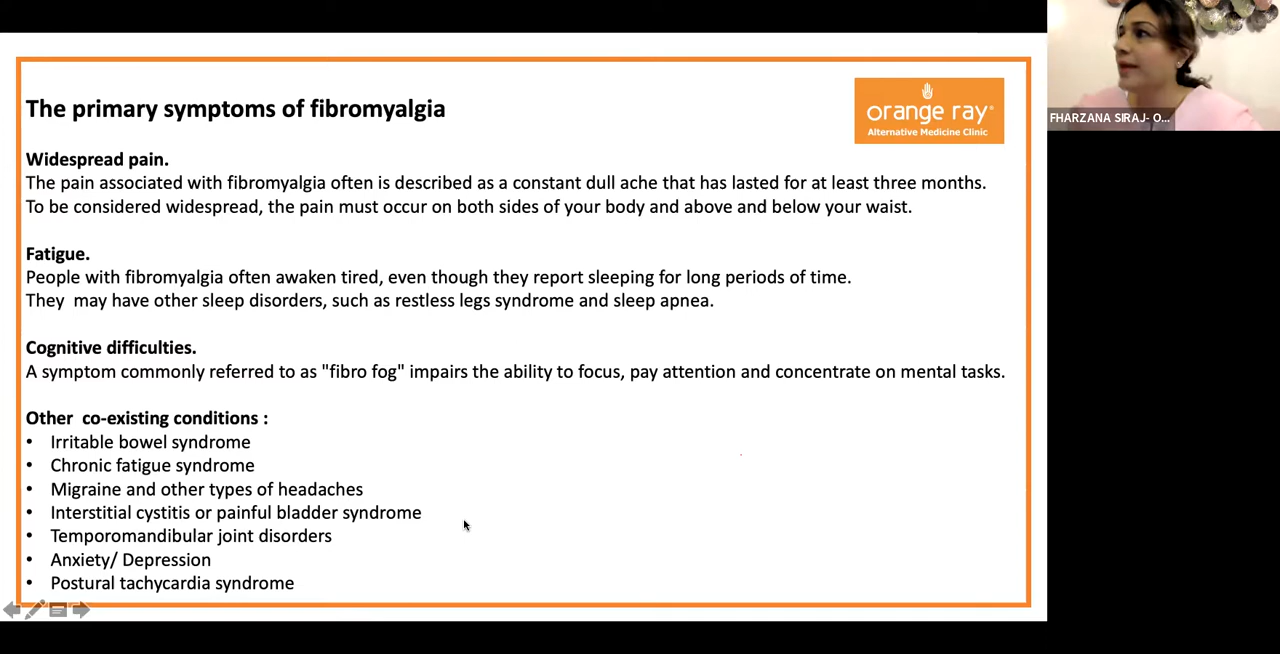 The primary symptoms of fibromyalgia
orange ray®
Alternative Medicine Clinic
FHARZANA SIRAJ- O...
Widespread pain.
The pain associated with fibromyalgia often is described as a constant dull ache that has lasted for at least three months.
To be considered widespread, the pain must occur on both sides of your body and above and below your waist.
Fatigue.
People with fibromyalgia often awaken tired, even though they report sleeping for long periods of time.
They  may have other sleep disorders, such as restless legs syndrome and sleep apnea.
Cognitive difficulties.
A symptom commonly referred to as "fibro fog" impairs the ability to focus, pay attention and concentrate on mental tasks.
Other  co-existing conditions :
• Irritable bowel syndrome
• Chronic fatigue syndrome
• Migraine and other types of headaches
• Interstitial cystitis or painful bladder syndrome
• Temporomandibular joint disorders
• Anxiety/ Depression
• Postural tachycardia syndrome